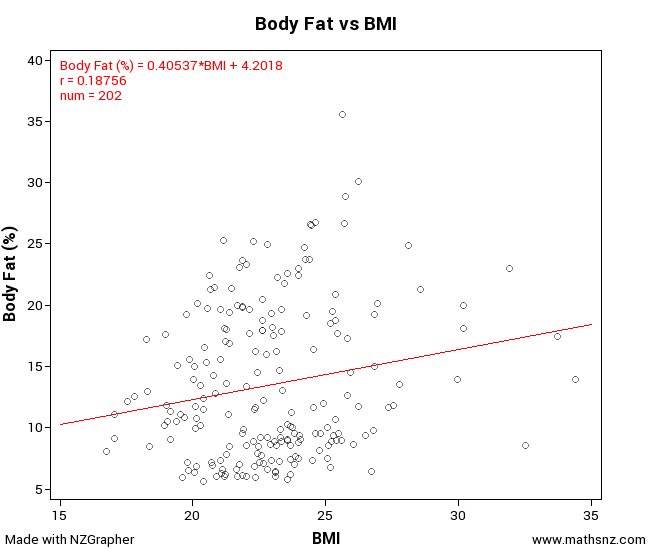 Body Fat vs BMI
Body Fat (%) = 0.40537*BMI + 4.2018
r = 0.18756
num = 202
40
35
30
25
20
15
10
5
Body Fat (%)
15 20 25 30 35
BMI
Made with NZGrapher
www.mathsnz.com